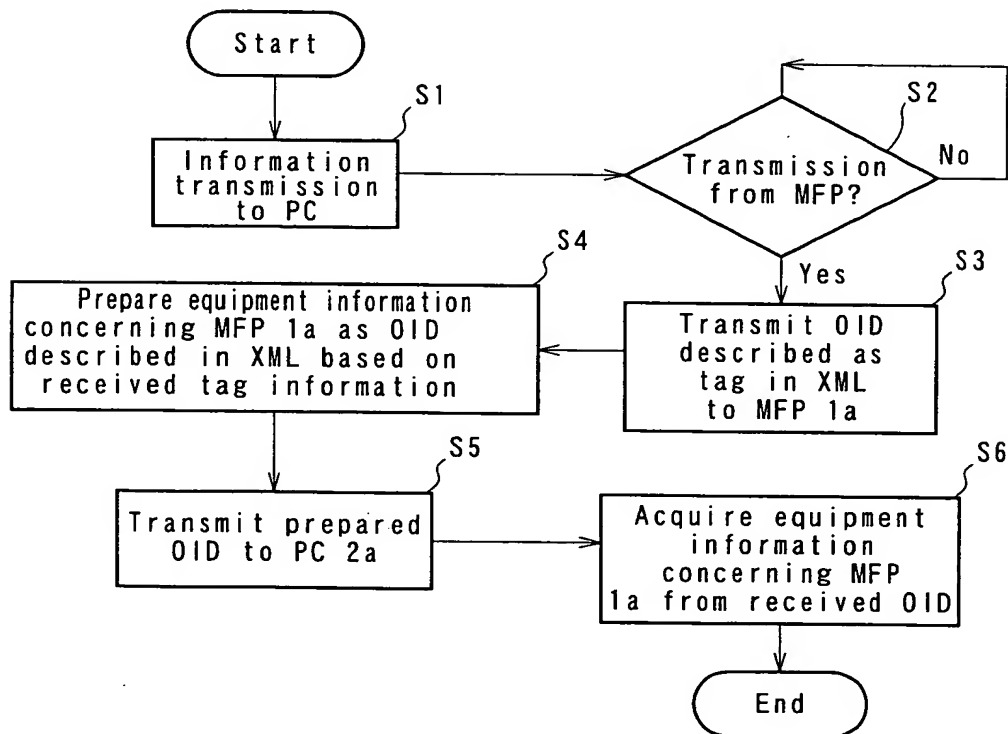 Start
S1
Information
transmission
to PC
S2
Transmission
from MFP?
No
Yes
S3
Transmit OID
described as
tag in XML
to MFP 1a
S4
Prepare equipment information
concerning MFP 1a as OID
described in XML based on
received tag information
S5
Transmit prepared
OID to PC 2a
S6
Acquire equipment
information
concerning MFP
1a from received OID
End